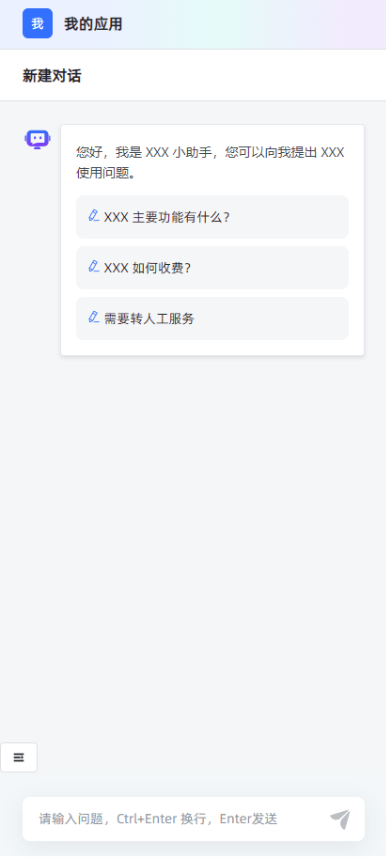 我 我的应用
新建对话
您好，我是 XXX 小助手，您可以向我提出 XXX
使用问题。
XXX 主要功能有什么？
XXX 如何收费？
需要转人工服务
请输入问题，Ctrl+Enter 换行，Enter发送